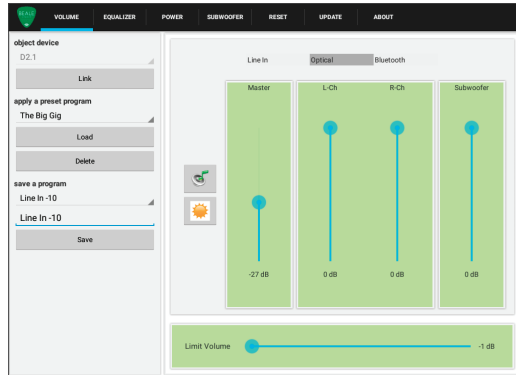 BEALE
VOLUME EQUALIZER POWER SUBWOOFER RESET UPDATE ABOUT
object device
D2.1
Link
apply a preset program
The Big Gig
Load
Delete
save a program
Line In -10
Line In -10
Save
Line In Optical Bluetooth
Master L-Ch R-Ch Subwoofer
-27 dB 0 dB 0 dB 0 dB
Limit Volume -1 dB